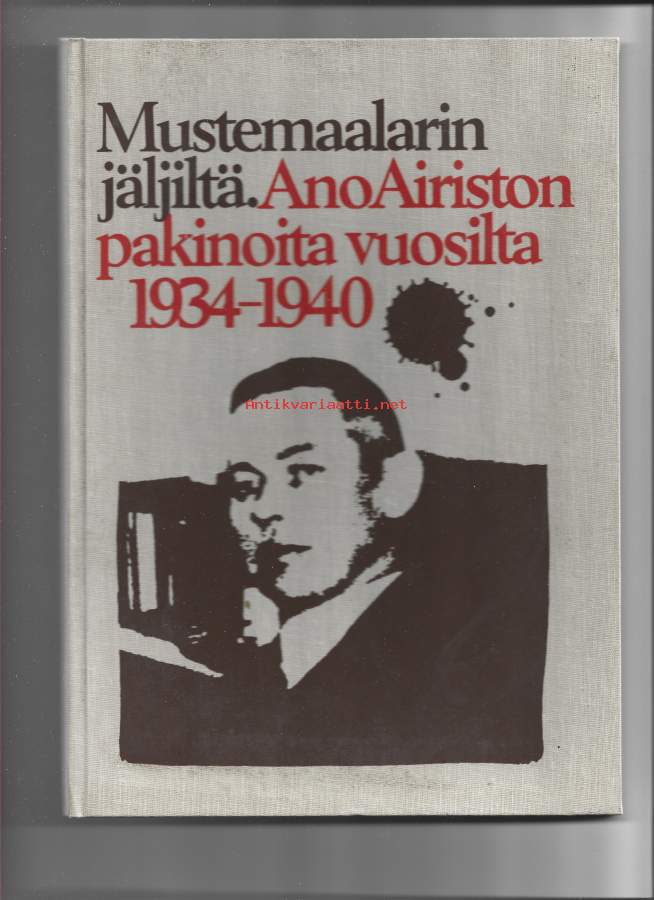 Mustemaalarin
jäljiltä. Ano Airiston
pakinoita vuosilta
1934-1940
Antikvariaatti.net